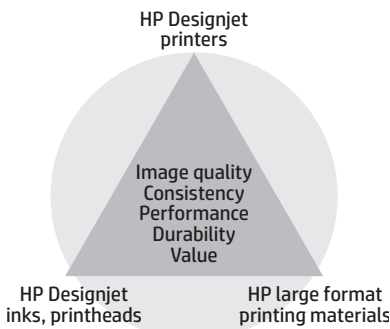 HP Designjet
printers
Image quality
Consistency
Performance
Durability
Value
HP Designjet
inks, printheads
HP large format
printing materials